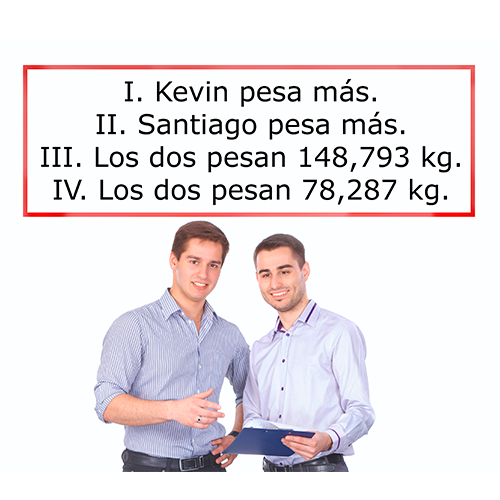 I. Kevin pesa más.
II. Santiago pesa más.
III. Los dos pesan 148,793 kg.
IV. Los dos pesan 78,287 kg.